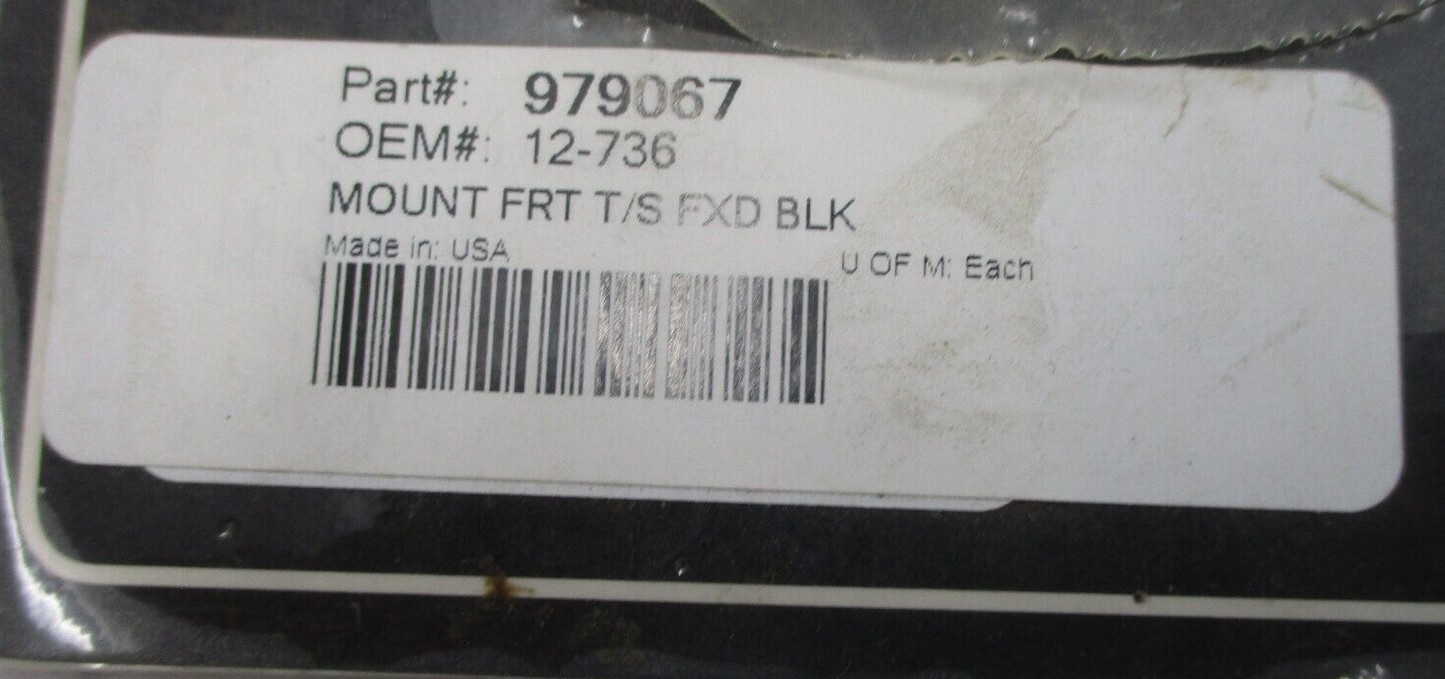 Part#: 979067
OEM#: 12-736
MOUNT FRT T/S FXD BLK
Made in: USA
U OF M: Each